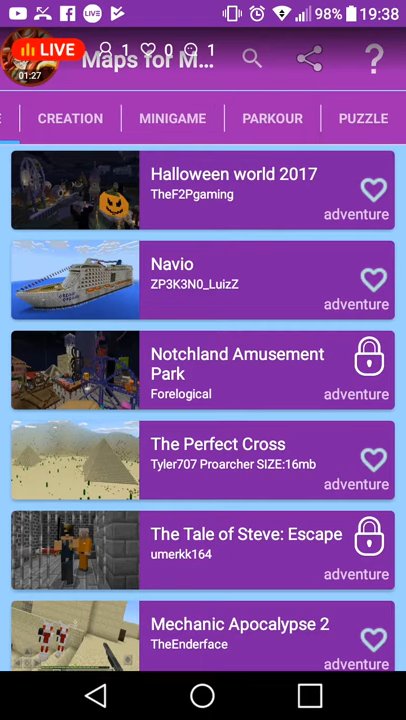 LIVE
98% 19:38
LIVE
1 0 1
01:27
Maps for M...
?
CREATION
MINIGAME
PARKOUR
PUZZLE
Halloween world 2017
TheF2Pgaming
adventure
Navio
ZP3K3N0_LuizZ
adventure
Notchland Amusement
Park
Forelogical
adventure
The Perfect Cross
Tyler707 Proarcher SIZE:16mb
adventure
The Tale of Steve: Escape
umerkk164
adventure
Mechanic Apocalypse 2
TheEnderface
adventure